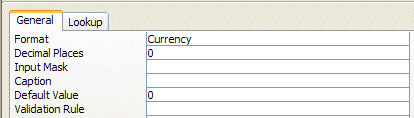 General Lookup
Format Currency
Decimal Places 0
Input Mask
Caption
Default Value 0
Validation Rule